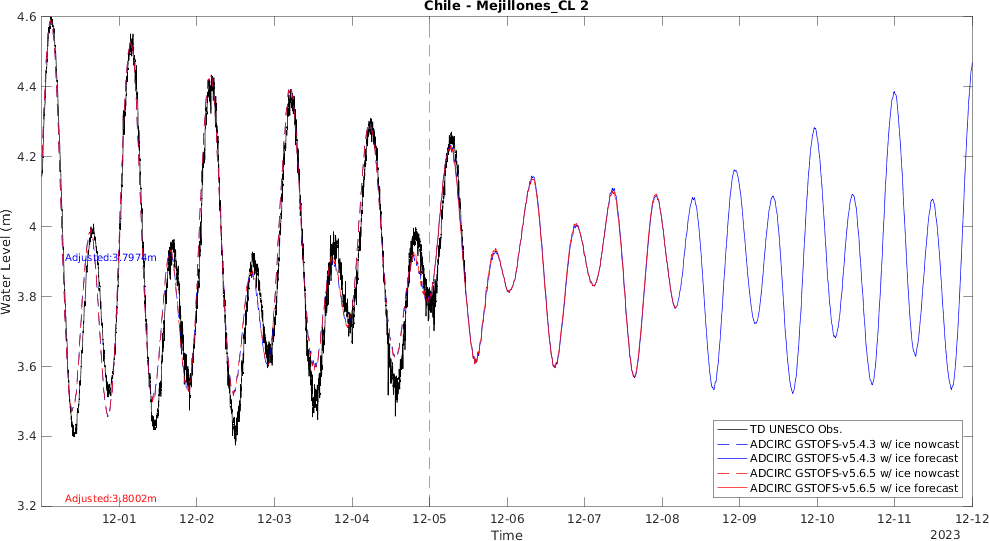 Chile - Mejillones_CL 2
4.6
4.4
4.2
4
3.8
3.6
3.4
3.2
Water Level (m)
Adjusted:3.7974m
Adjusted:3.8002m
TD UNESCO Obs.
ADCIRC GSTOFS-v5.4.3 w/ ice nowcast
ADCIRC GSTOFS-v5.4.3 w/ ice forecast
ADCIRC GSTOFS-v5.6.5 w/ ice nowcast
ADCIRC GSTOFS-v5.6.5 w/ ice forecast
12-01 12-02 12-03 12-04 12-05 12-06 12-07 12-08 12-09 12-10 12-11 12-12
Time
2023